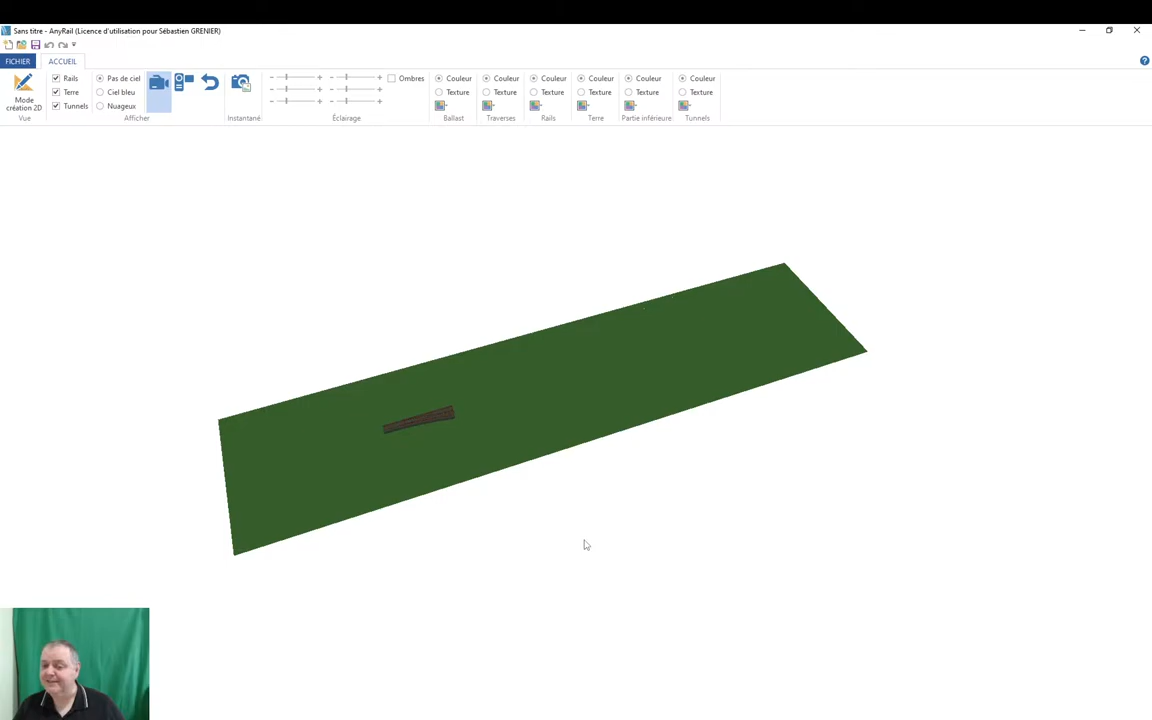 Sans titre - AnyRail (Licence d'utilisation pour Sébastien GRENIER)
FICHIER
ACCUEIL
Mode création 2D
Vue
Rails
Terre
Tunnels
Pas de ciel
Ciel bleu
Nuageux
Afficher
Instantané
Ombres
Éclairage
Couleur
Texture
Ballast
Couleur
Texture
Traverses
Couleur
Texture
Rails
Couleur
Texture
Terre
Couleur
Texture
Partie inférieure
Couleur
Texture
Tunnels